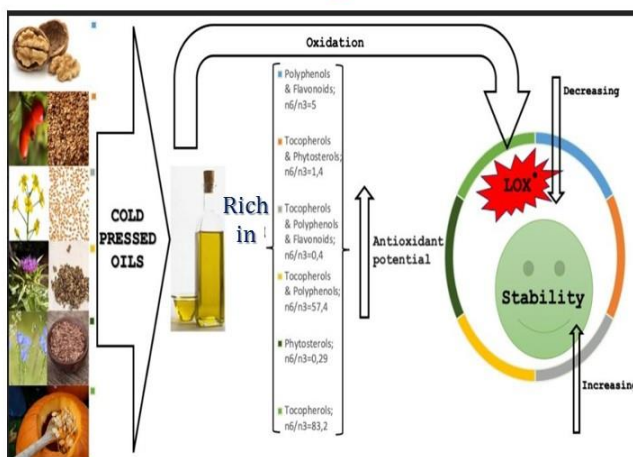 Oxidation
COLD
PRESSED
OILS
Rich
in
Polyphenols
& Flavonoids;
n6/n3=5
Tocopherols
& Phytosterols;
n6/n3=1,4
Tocopherols
& Polyphenols
& Flavonoids;
n6/n3=0,4
Tocopherols
& Polyphenols;
n6/n3=57,4
Phytosterols;
n6/n3=0,29
Tocopherols;
n6/n3=83,2
Antioxidant
potential
Decreasing
LOX*
Stability
Increasing